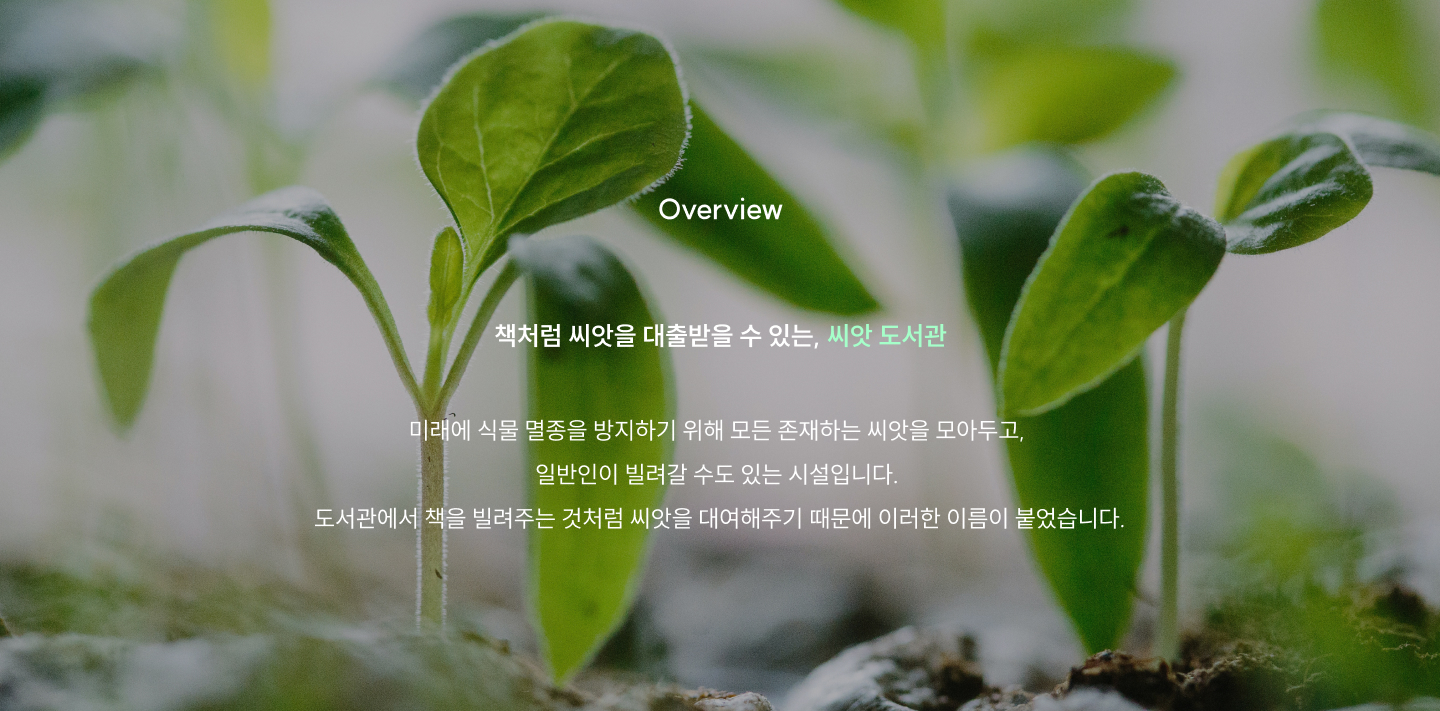 Overview
책처럼 씨앗을 대출받을 수 있는, 씨앗 도서관
미래에 식물 멸종을 방지하기 위해 모든 존재하는 씨앗을 모아두고,
일반인이 빌려갈 수도 있는 시설입니다.
도서관에서 책을 빌려주는 것처럼 씨앗을 대여해주기 때문에 이러한 이름이 붙었습니다.